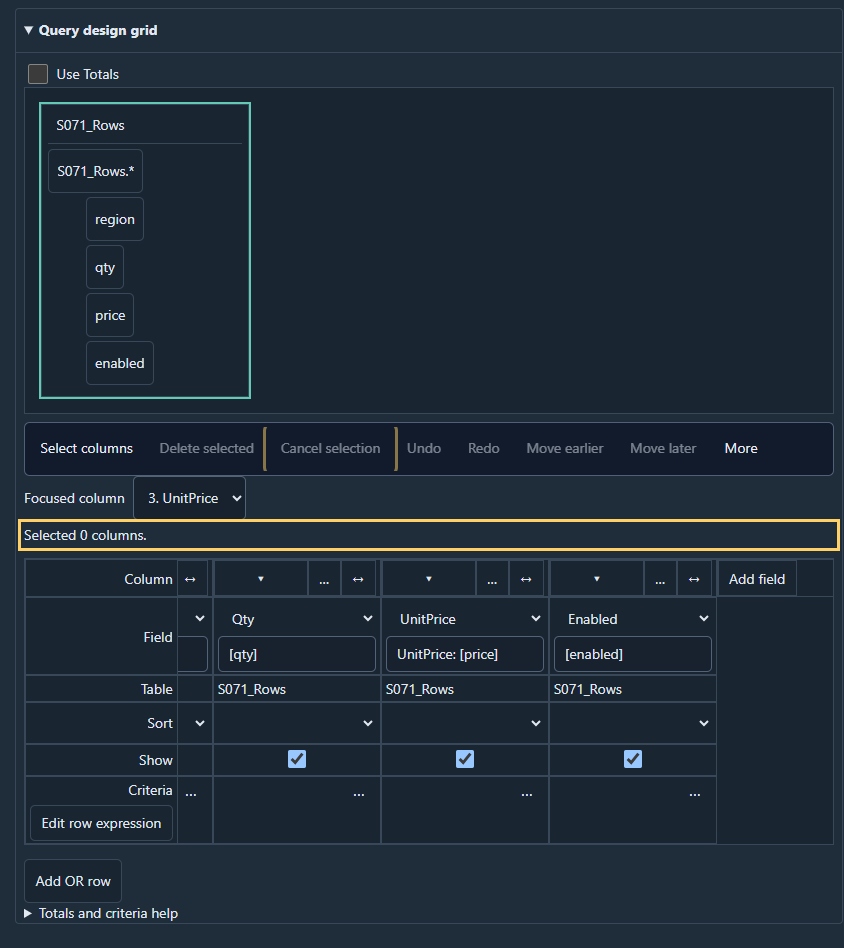 ▼ Query design grid
Use Totals
S071_Rows
S071_Rows.*
region
qty
price
enabled
Select columns Delete selected Cancel selection Undo Redo Move earlier Move later More
Focused column 3. UnitPrice
Selected 0 columns.
Column ↔ ▼ ... ↔ ▼ ... ↔ ▼ ... ↔ Add field
Field Qty UnitPrice Enabled
[qty] UnitPrice: [price] [enabled]
Table S071_Rows S071_Rows S071_Rows
Sort
Show
Criteria ... ... ... ...
Edit row expression
Add OR row
▶ Totals and criteria help